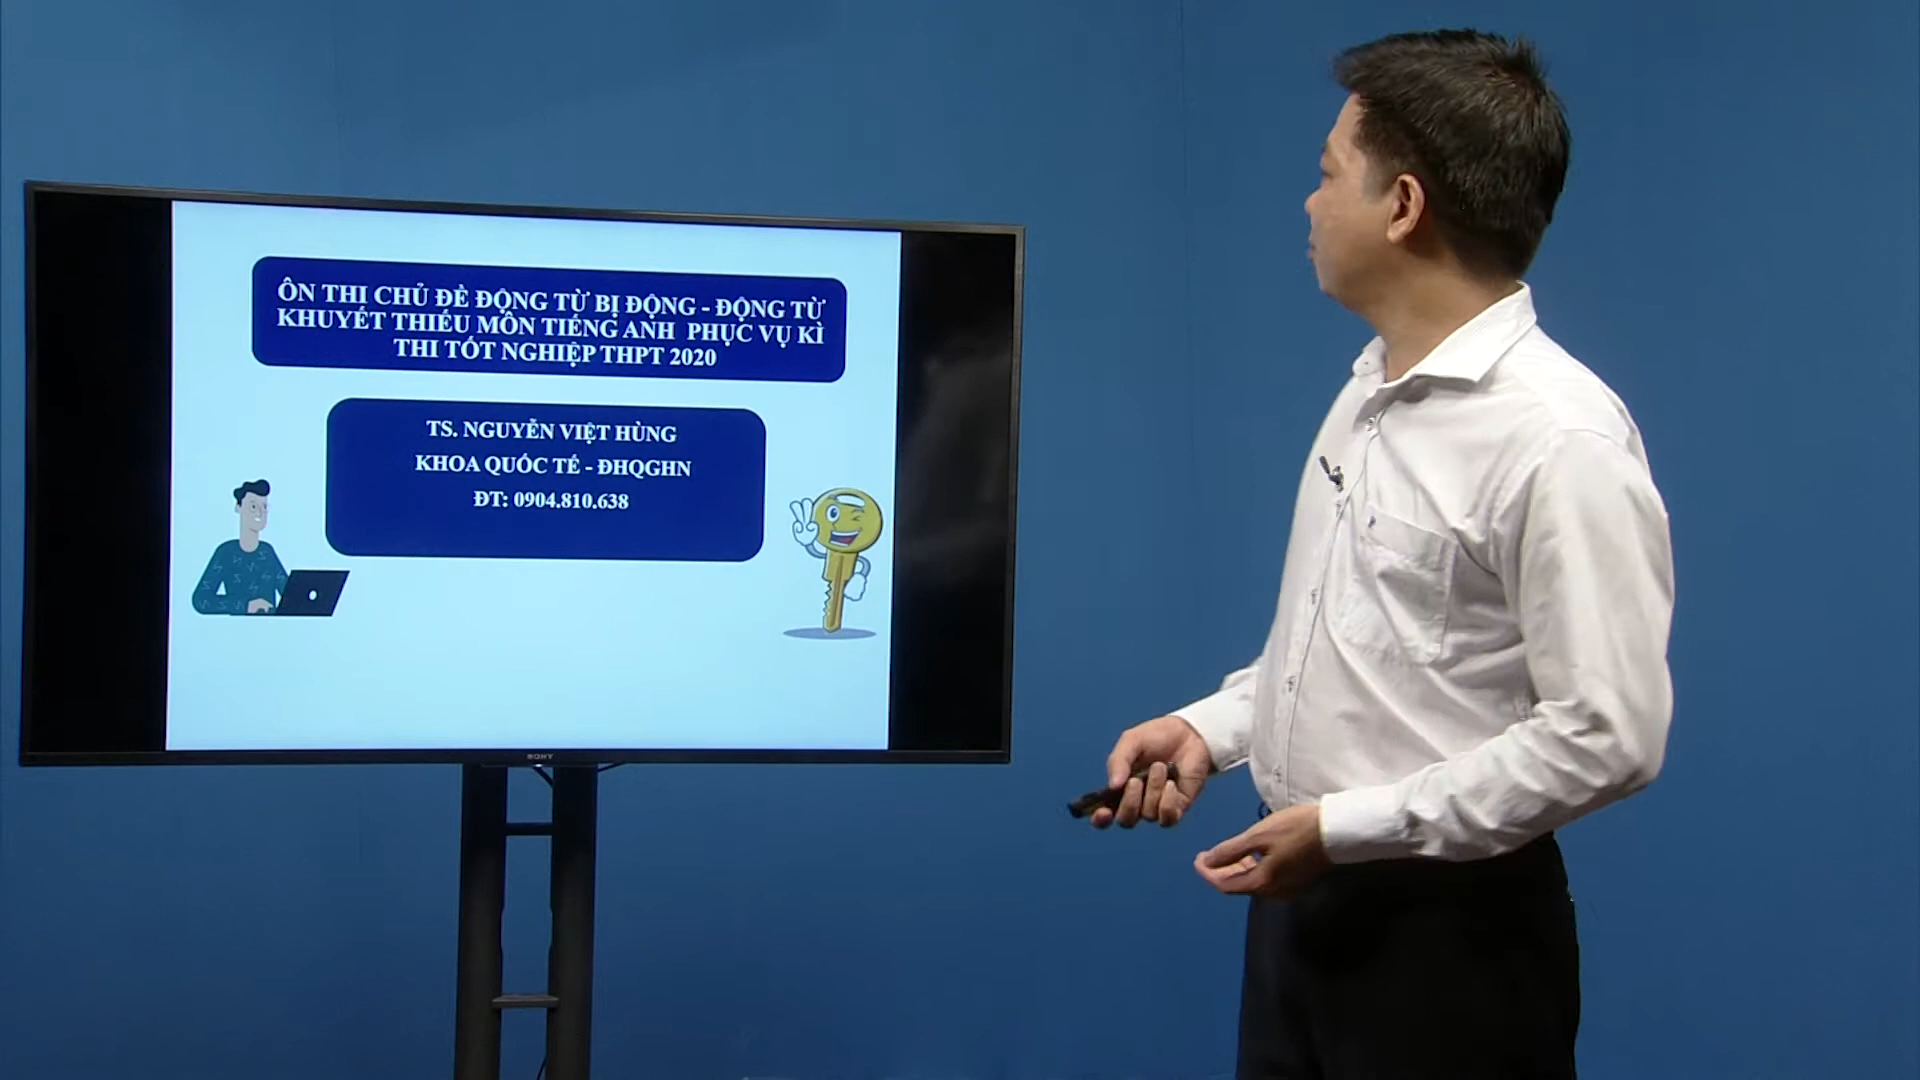 ÔN THI CHỦ ĐỀ ĐỘNG TỪ BỊ ĐỘNG - ĐỘNG TỪ
KHUYẾT THIẾU MÔN TIẾNG ANH PHỤC VỤ KÌ
THI TỐT NGHIỆP THPT 2020
TS. NGUYỄN VIỆT HÙNG
KHOA QUỐC TẾ - ĐHQGHN
ĐT: 0904.810.638
SONY